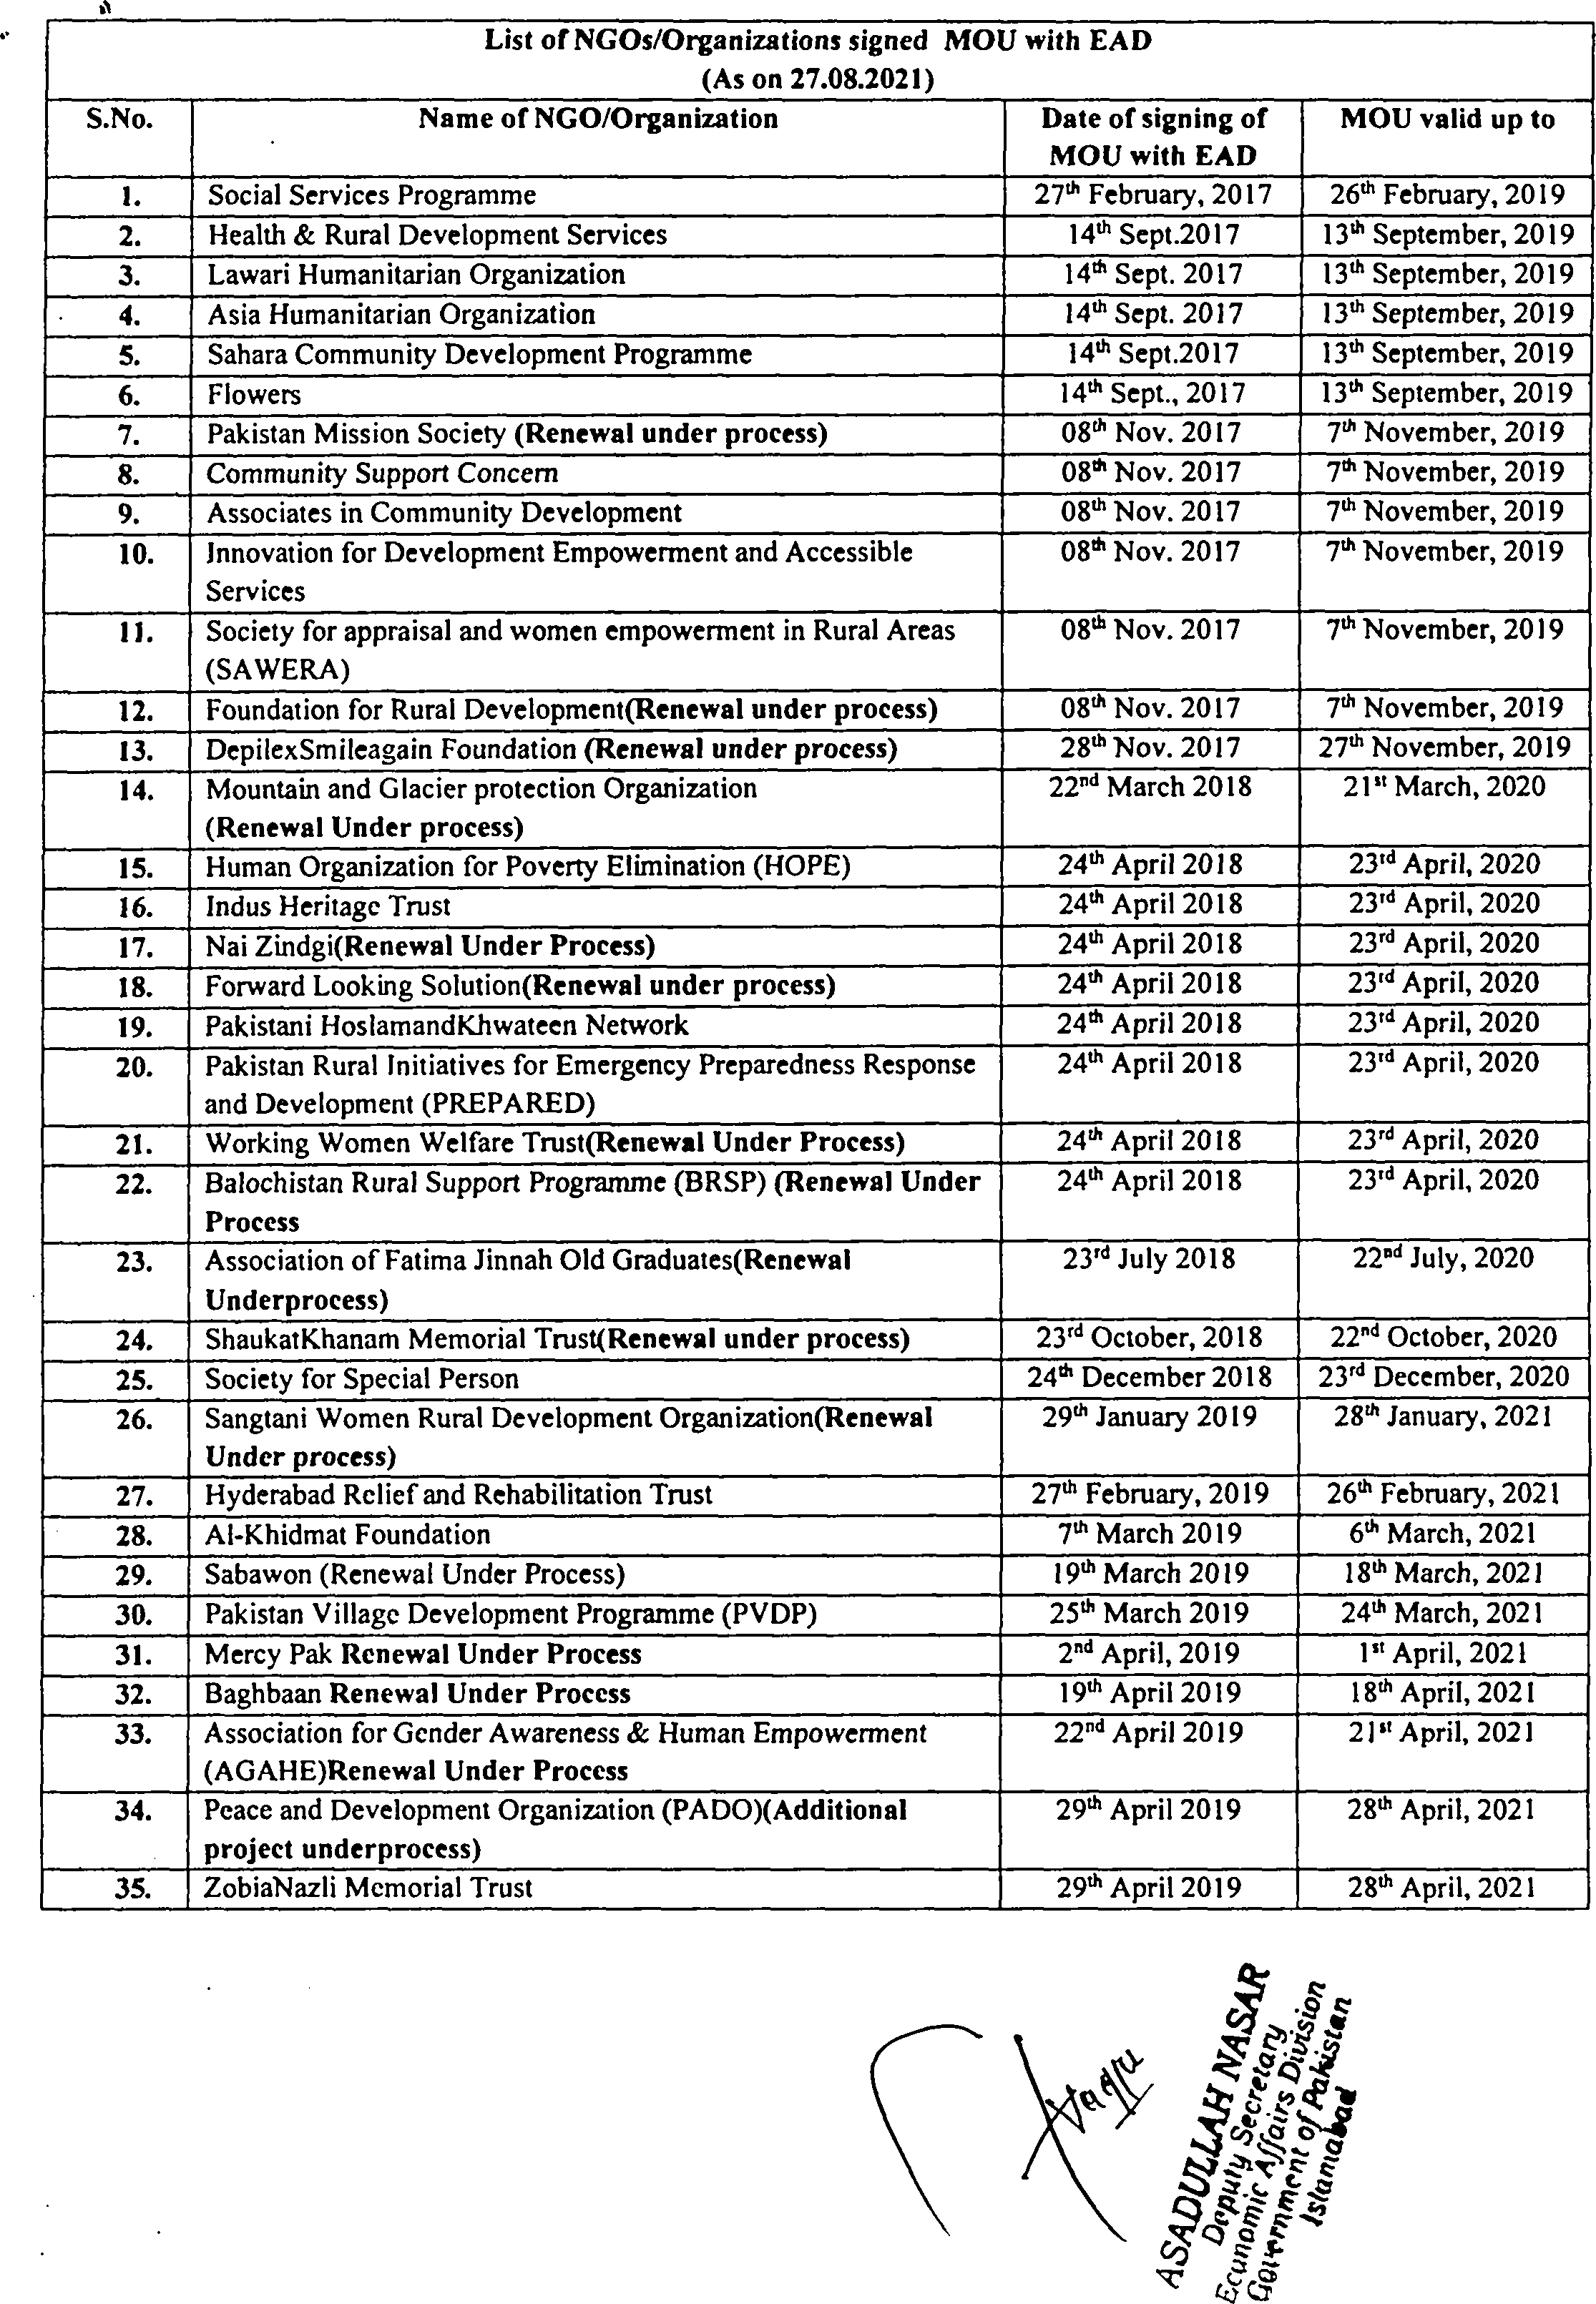 List of NGOs/Organizations signed MOU with EAD
(As on 27.08.2021)
S.No. Name of NGO/Organization Date of signing of MOU with EAD MOU valid up to
1. Social Services Programme 27th February, 2017 26th February, 2019
2. Health & Rural Development Services 14th Sept.2017 13th September, 2019
3. Lawari Humanitarian Organization 14th Sept. 2017 13th September, 2019
4. Asia Humanitarian Organization 14th Sept. 2017 13th September, 2019
5. Sahara Community Development Programme 14th Sept.2017 13th September, 2019
6. Flowers 14th Sept., 2017 13th September, 2019
7. Pakistan Mission Society (Renewal under process) 08th Nov. 2017 7th November, 2019
8. Community Support Concern 08th Nov. 2017 7th November, 2019
9. Associates in Community Development 08th Nov. 2017 7th November, 2019
10. Innovation for Development Empowerment and Accessible 08th Nov. 2017 7th November, 2019
Services
11. Society for appraisal and women empowerment in Rural Areas 08th Nov. 2017 7th November, 2019
(SAWERA)
12. Foundation for Rural Development(Renewal under process) 08th Nov. 2017 7th November, 2019
13. DepilexSmileagain Foundation (Renewal under process) 28th Nov. 2017 27th November, 2019
14. Mountain and Glacier protection Organization 22nd March 2018 21st March, 2020
(Renewal Under process)
15. Human Organization for Poverty Elimination (HOPE) 24th April 2018 23rd April, 2020
16. Indus Heritage Trust 24th April 2018 23rd April, 2020
17. Nai Zindgi(Renewal Under Process) 24th April 2018 23rd April, 2020
18. Forward Looking Solution(Renewal under process) 24th April 2018 23rd April, 2020
19. Pakistani HoslamandKhwateen Network 24th April 2018 23rd April, 2020
20. Pakistan Rural Initiatives for Emergency Preparedness Response 24th April 2018 23rd April, 2020
and Development (PREPARED)
21. Working Women Welfare Trust(Renewal Under Process) 24th April 2018 23rd April, 2020
22. Balochistan Rural Support Programme (BRSP) (Renewal Under 24th April 2018 23rd April, 2020
Process
23. Association of Fatima Jinnah Old Graduates(Renewal 23rd July 2018 22nd July, 2020
Underprocess)
24. ShaukatKhanam Memorial Trust(Renewal under process) 23rd October, 2018 22nd October, 2020
25. Society for Special Person 24th December 2018 23rd December, 2020
26. Sangtani Women Rural Development Organization(Renewal 29th January 2019 28th January, 2021
Under process)
27. Hyderabad Relief and Rehabilitation Trust 27th February, 2019 26th February, 2021
28. Al-Khidmat Foundation 7th March 2019 6th March, 2021
29. Sabawon (Renewal Under Process) 19th March 2019 18th March, 2021
30. Pakistan Village Development Programme (PVDP) 25th March 2019 24th March, 2021
31. Mercy Pak Renewal Under Process 2nd April, 2019 1st April, 2021
32. Baghbaan Renewal Under Process 19th April 2019 18th April, 2021
33. Association for Gender Awareness & Human Empowerment 22nd April 2019 21st April, 2021
(AGAHE)Renewal Under Process
34. Peace and Development Organization (PADO)(Additional 29th April 2019 28th April, 2021
project underprocess)
35. ZobiaNazli Memorial Trust 29th April 2019 28th April, 2021
ASADULLAH NASAR
Deputy Secretary
Economic Affairs Division
Government of Pakistan
Islamabad